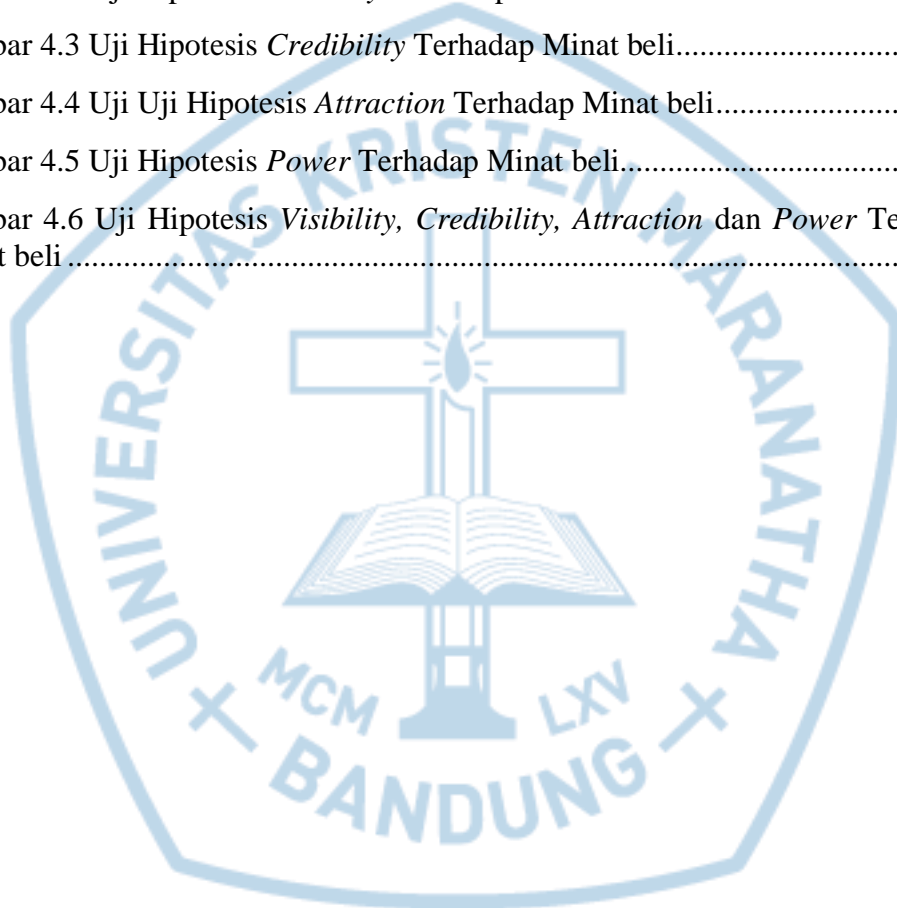 bar 4.3 Uji Hipotesis Credibility Terhadap Minat beli..............................
bar 4.4 Uji Uji Hipotesis Attraction Terhadap Minat beli.........................
bar 4.5 Uji Hipotesis Power Terhadap Minat beli....................................
bar 4.6 Uji Hipotesis Visibility, Credibility, Attraction dan Power Te
t beli..............................................................................................
UNIVERSITAS KRISTEN MARANATHA
MCM LXV
BANDUNG